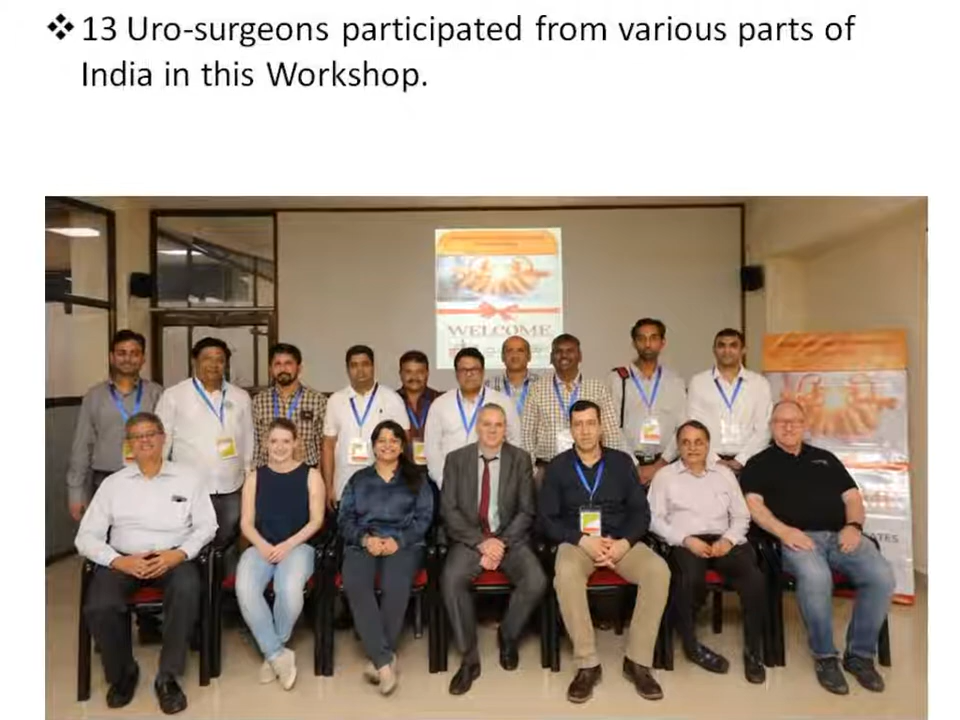 ❖ 13 Uro-surgeons participated from various parts of
India in this Workshop.
WELCOME